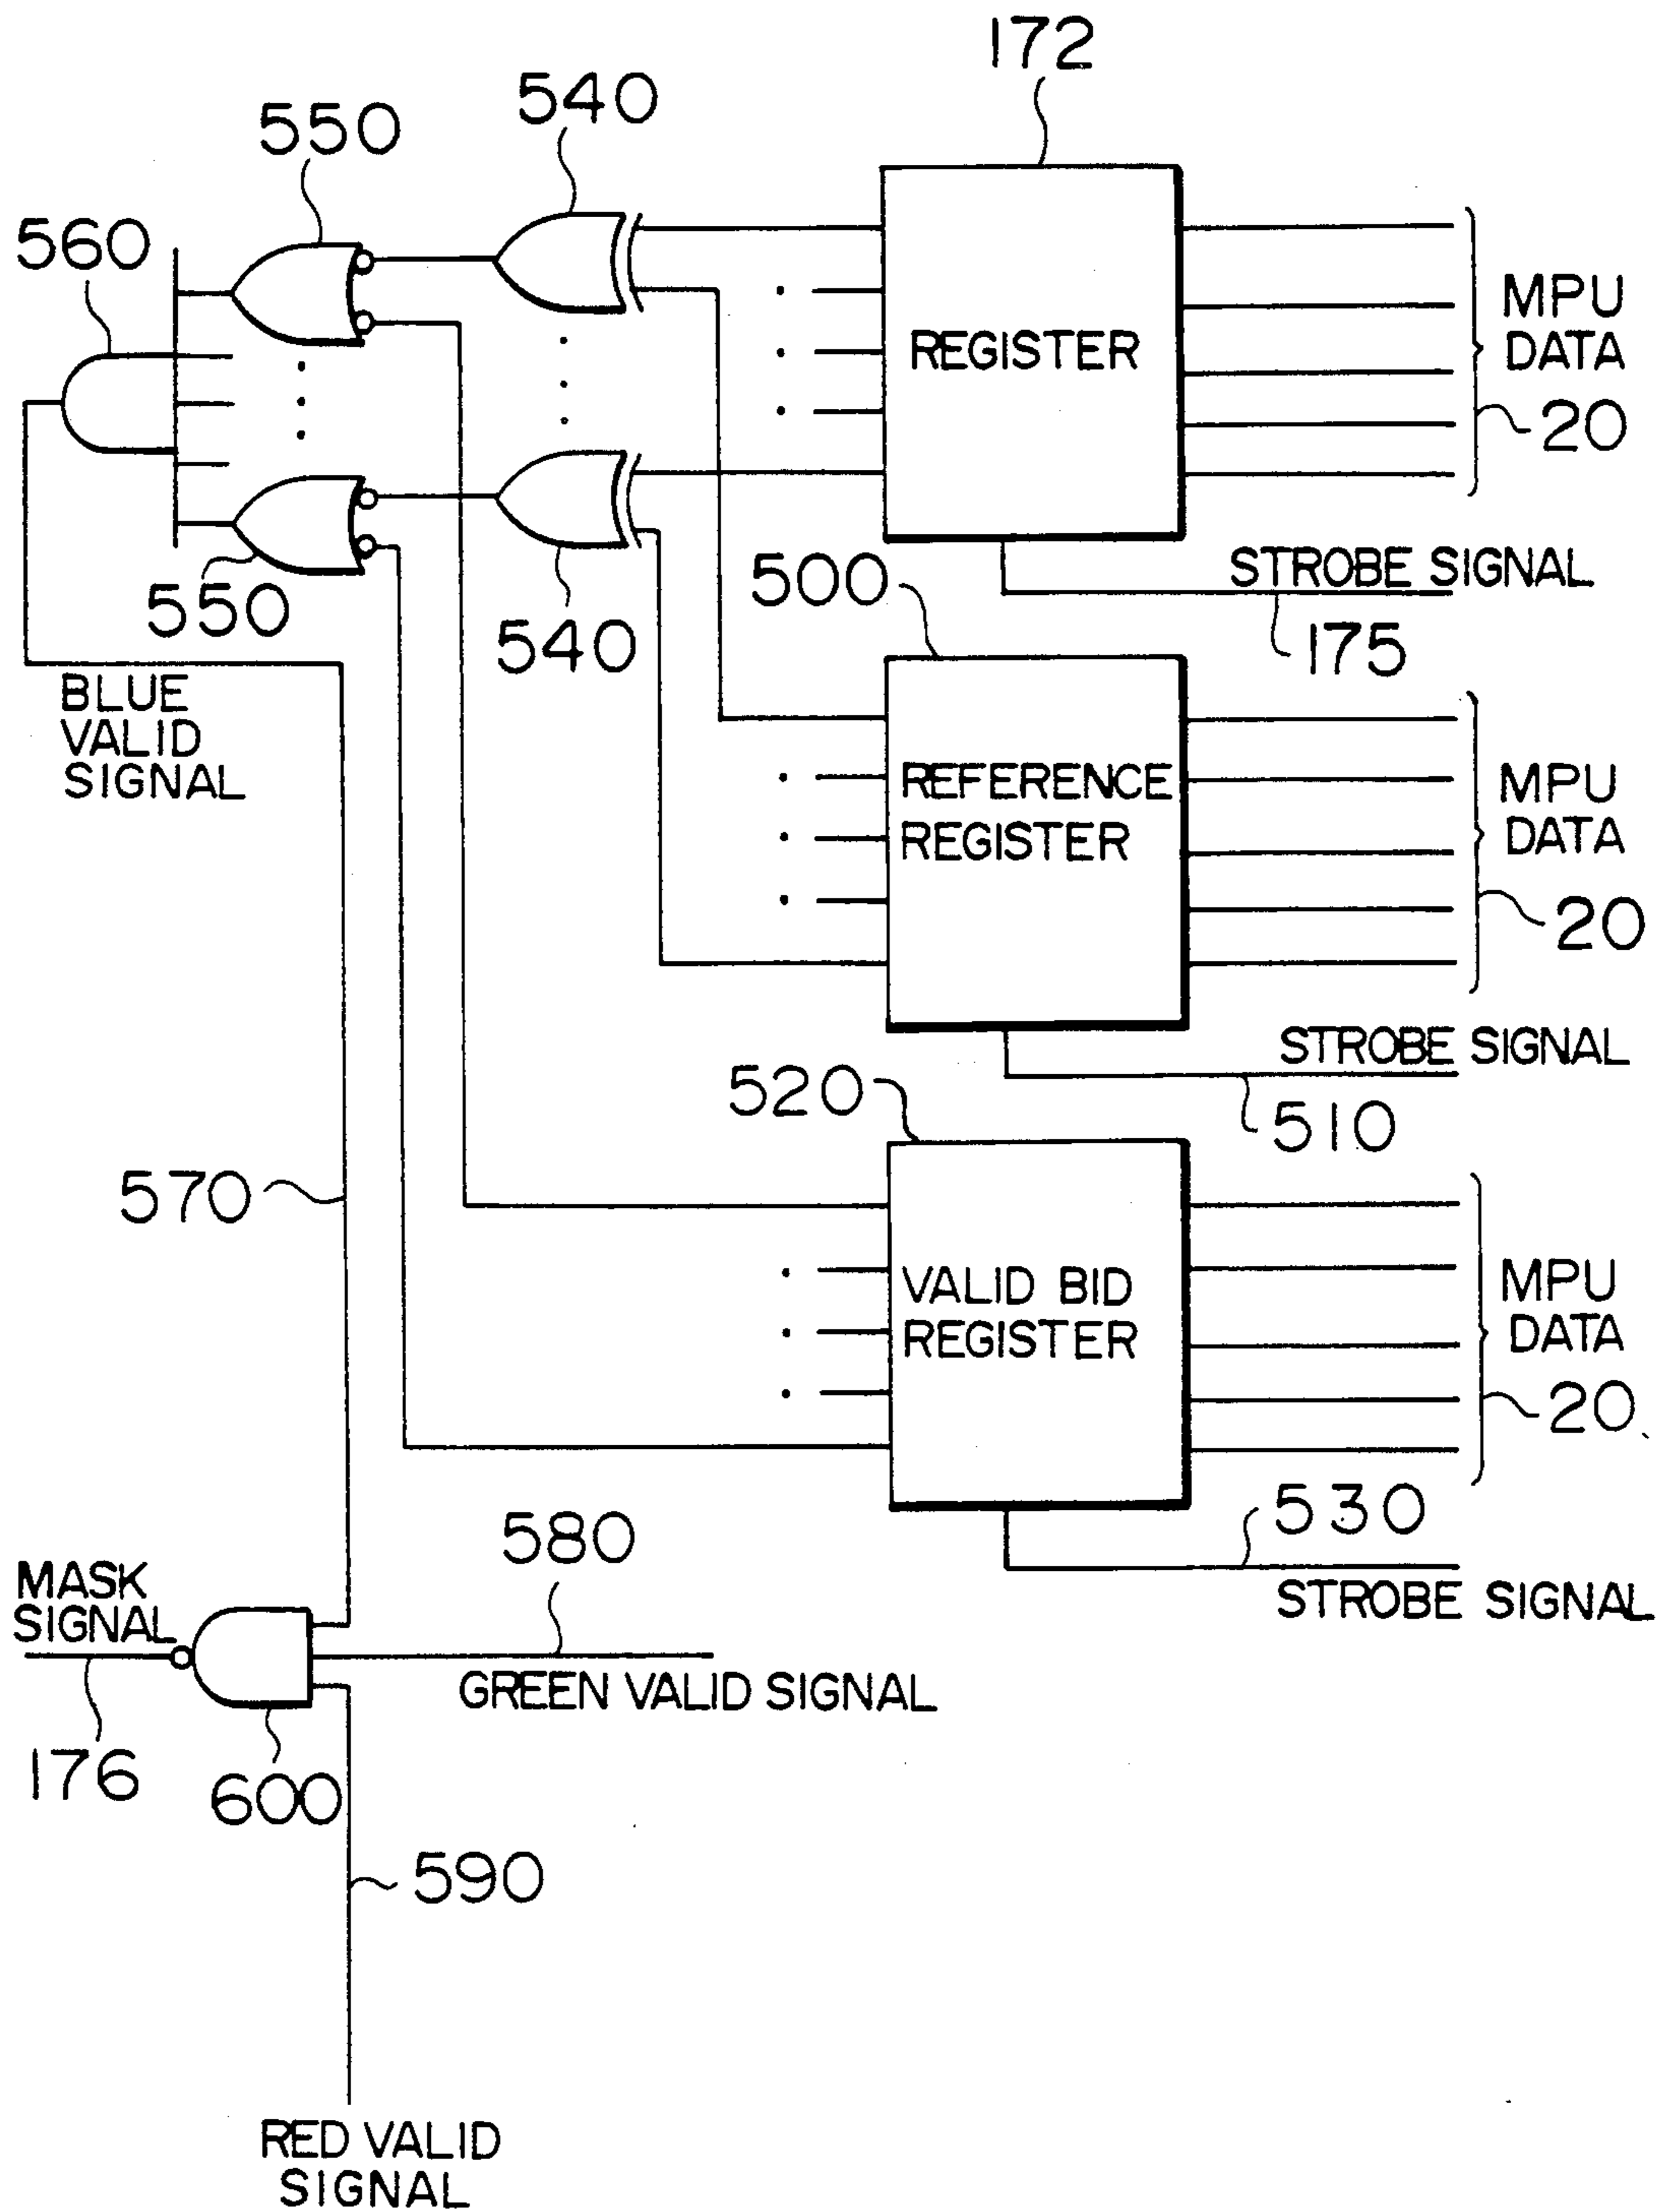 172
540
550
560
REGISTER
MPU
DATA
20
STROBE SIGNAL
175
550
540
500
BLUE
VALID
SIGNAL
REFERENCE
REGISTER
MPU
DATA
20
STROBE SIGNAL
510
520
570
VALID BID
REGISTER
MPU
DATA
20
530
STROBE SIGNAL
580
MASK
SIGNAL
GREEN VALID SIGNAL
176
600
590
RED VALID
SIGNAL